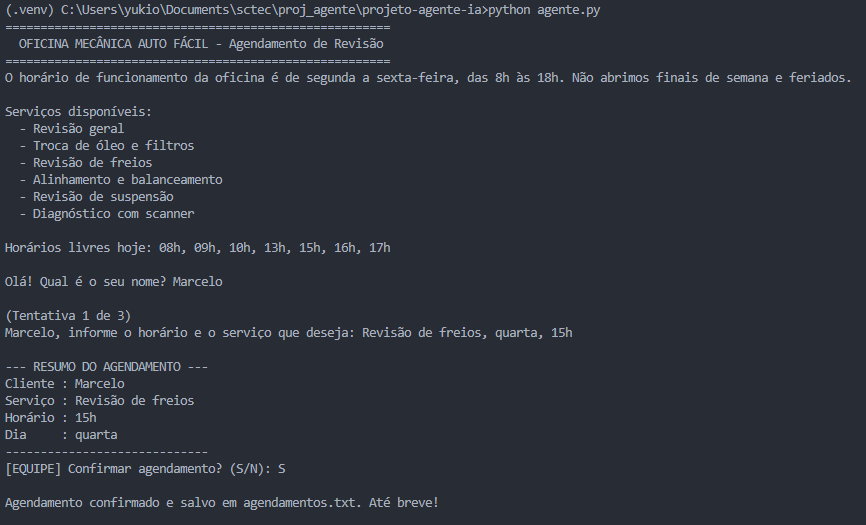 (.venv) C:\Users\yukio\Documents\sctec\proj_agente\projeto-agente-ia>python agente.py
=======================================================
  OFICINA MECÂNICA AUTO FÁCIL - Agendamento de Revisão
=======================================================
O horário de funcionamento da oficina é de segunda a sexta-feira, das 8h às 18h. Não abrimos finais de semana e feriados.

Serviços disponíveis:
  - Revisão geral
  - Troca de óleo e filtros
  - Revisão de freios
  - Alinhamento e balanceamento
  - Revisão de suspensão
  - Diagnóstico com scanner

Horários livres hoje: 08h, 09h, 10h, 13h, 15h, 16h, 17h

Olá! Qual é o seu nome? Marcelo

(Tentativa 1 de 3)
Marcelo, informe o horário e o serviço que deseja: Revisão de freios, quarta, 15h

--- RESUMO DO AGENDAMENTO ---
Cliente : Marcelo
Serviço : Revisão de freios
Horário : 15h
Dia     : quarta
-----------------------------
[EQUIPE] Confirmar agendamento? (S/N): S

Agendamento confirmado e salvo em agendamentos.txt. Até breve!